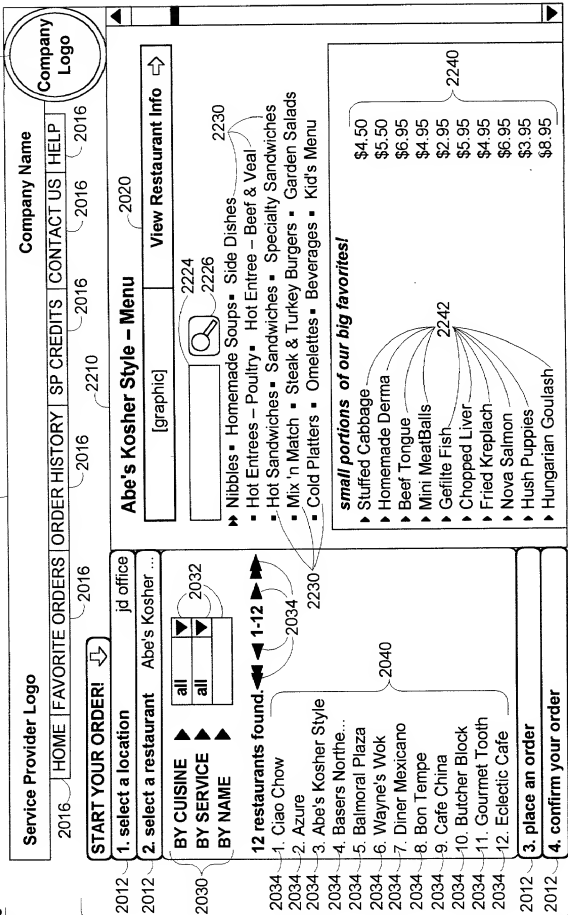 Service Provider Logo
Company Name
Company
Logo
2016
HOME
FAVORITE ORDERS
ORDER HISTORY
SP CREDITS
CONTACT US
HELP
2016
2016
2016
2016
2016
START YOUR ORDER!
2012
1. select a location jd office
2012
2. select a restaurant Abe's Kosher ...
2030
BY CUISINE all
BY SERVICE all
BY NAME
2032
12 restaurants found. 1-12
2034
2034 1. Ciao Chow
2034 2. Azure
2034 3. Abe's Kosher Style
2034 4. Basers Northe...
2034 5. Balmoral Plaza
2034 6. Wayne's Wok
2034 7. Diner Mexicano
2034 8. Bon Tempe
2034 9. Cafe China
2034 10. Butcher Block
2034 11. Gourmet Tooth
2034 12. Eclectic Cafe
2040
2012
3. place an order
2012
4. confirm your order
2210
2020
Abe's Kosher Style – Menu
[graphic]
View Restaurant Info
2224
2226
2230
Nibbles ▪ Homemade Soups ▪ Side Dishes
▪ Hot Entrees – Poultry ▪ Hot Entree – Beef & Veal
▪ Hot Sandwiches ▪ Sandwiches ▪ Specialty Sandwiches
▪ Mix 'n Match ▪ Steak & Turkey Burgers ▪ Garden Salads
▪ Cold Platters ▪ Omelettes ▪ Beverages ▪ Kid's Menu
2230
small portions of our big favorites!
Stuffed Cabbage $4.50
Homemade Derma $5.50
Beef Tongue $6.95
Mini MeatBalls $4.95
Gefilte Fish $2.95
Chopped Liver $5.95
Fried Kreplach $4.95
Nova Salmon $6.95
Hush Puppies $3.95
Hungarian Goulash $8.95
2242
2240